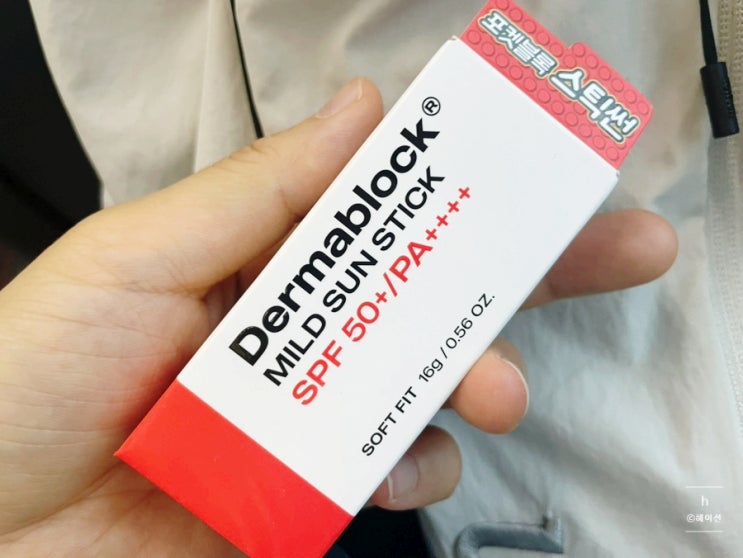 포켓블록 스틱썬
Dermablock®
MILD SUN STICK
SPF 50+/PA++++
SOFT FIT 16g / 0.56 OZ.
h
ⓒ헤이션